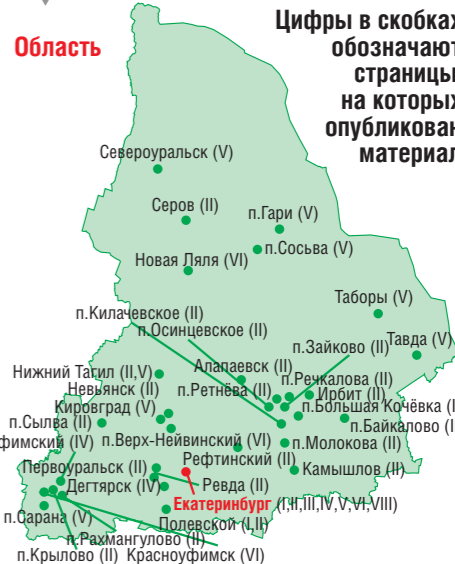 Область
Цифры в скобках
обозначают
страницы,
на которых
опубликован
материал
Североуральск (V)
Серов (II)
п.Гари (V)
п.Сосьва (V)
Новая Ляля (VI)
Таборы (V)
п.Килачевское (II)
п.Осинцевское (II)
п.Зайково (II)
Тавда (V)
Алапаевск (II)
Нижний Тагил (II,V)
п.Речкалова (II)
Невьянск (II)
п.Ретнёва (II)
Ирбит (II)
Кировград (V)
п.Большая Кочёвка
п.Сылва (II)
п.Байкалово
(IV)
п.Верх-Нейвинский (VI)
п.Молокова (II)
Рефтинский (II)
Первоуральск (II)
Камышлов (II)
Дегтярск (IV)
Ревда (II)
Екатеринбург (I,II,III,IV,V,VI,VIII)
п.Сарана (V)
Полевской (I,II)
п.Рахмангулово (II)
п.Крылово (II)
Красноуфимск (VI)